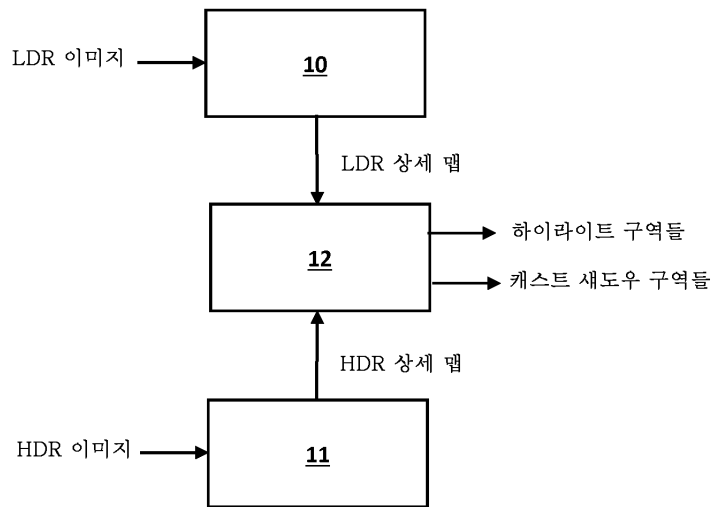 LDR 이미지
10
LDR 상세 맵
12
하이라이트 구역들
캐스트 섀도우 구역들
HDR 상세 맵
HDR 이미지
11